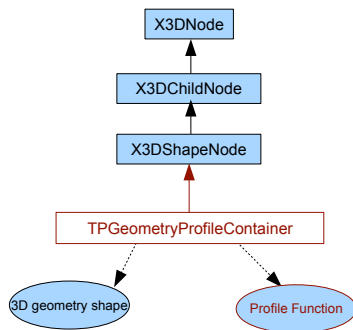 X3DNode
X3DChildNode
X3DShapeNode
TPGeometryProfileContainer
3D geometry shape
Profile Function